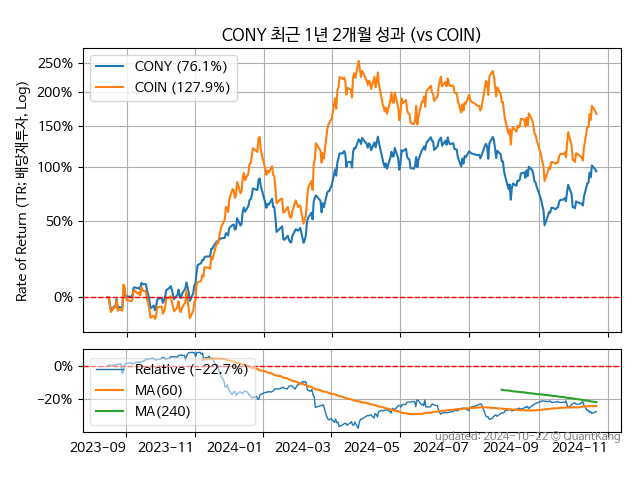 CONY 최근 1년 2개월 성과 (vs COIN)
Rate of Return (TR: 배당재투자, Log)
250%
200%
150%
100%
50%
0%
CONY (76.1%)
COIN (127.9%)
0%
−20%
Relative (−22.7%)
MA(60)
MA(240)
updated: 2024-10-22 © QuantKang
2023-09
2023-11
2024-01
2024-03
2024-05
2024-07
2024-09
2024-11